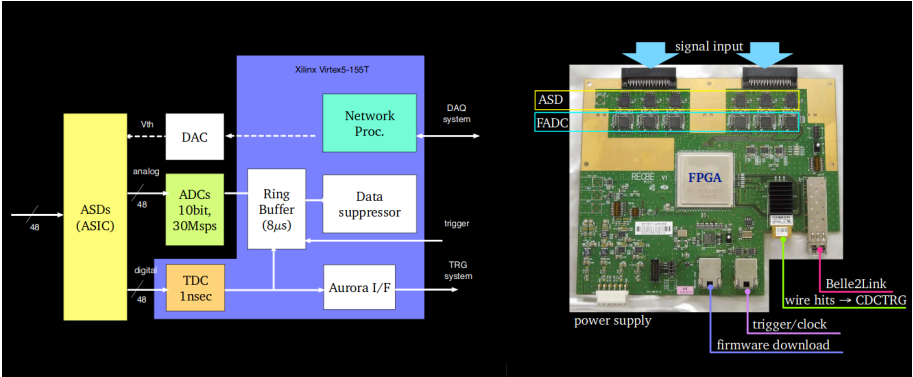 Xilinx Virtex5-155T
ASDs
(ASIC)
48
Vth
DAC
analog
48
ADCs
10bit,
30Msps
digital
48
TDC
1nsec
Ring
Buffer
(8μs)
Network
Proc.
Data
suppressor
Aurora I/F
DAQ
system
trigger
TRG
system
signal input
ASD
FADC
FPGA
RECBE v1
Belle2Link
wire hits → CDCTRG
trigger/clock
firmware download
power supply